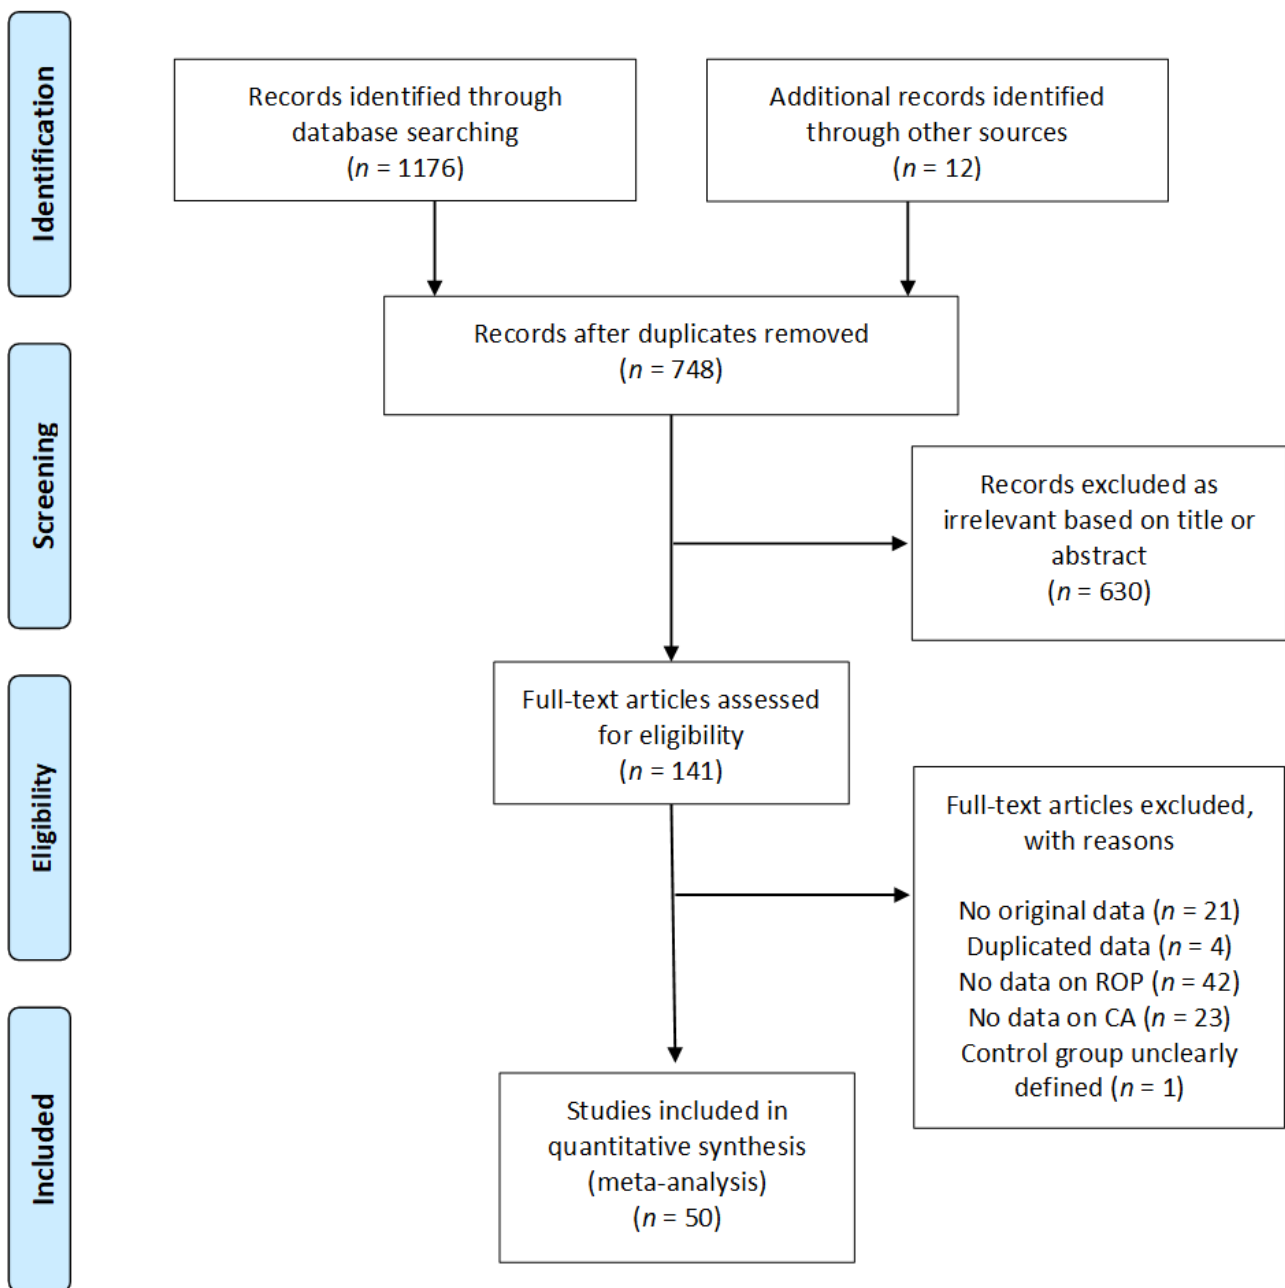 Identification
Records identified through
database searching
(n = 1176)
Additional records identified
through other sources
(n = 12)
Records after duplicates removed
(n = 748)
Screening
Records excluded as
irrelevant based on title or
abstract
(n = 630)
Full-text articles assessed
for eligibility
(n = 141)
Eligibility
Full-text articles excluded,
with reasons
No original data (n = 21)
Duplicated data (n = 4)
No data on ROP (n = 42)
No data on CA (n = 23)
Control group unclearly
defined (n = 1)
Included
Studies included in
quantitative synthesis
(meta-analysis)
(n = 50)